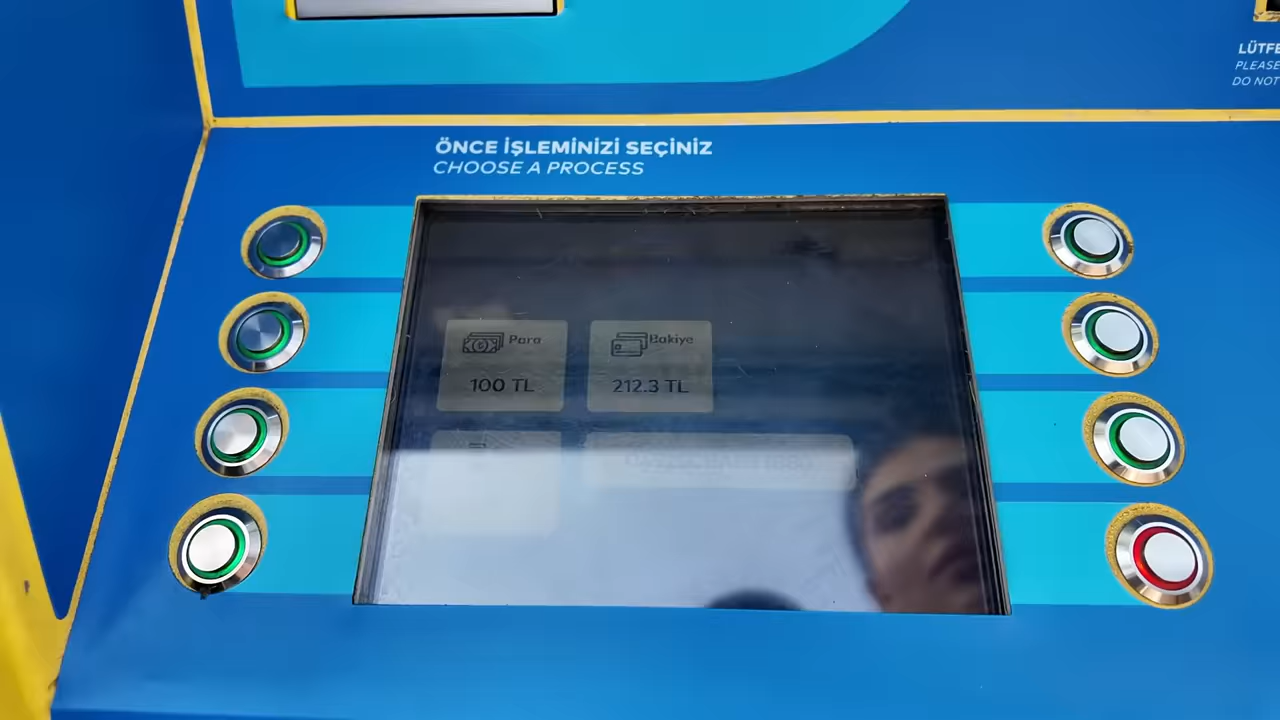 LÜTFE
PLEASE
DO NOT
ÖNCE İŞLEMİNİZİ SEÇİNİZ
CHOOSE A PROCESS
Para
100 TL
Bakiye
212.3 TL